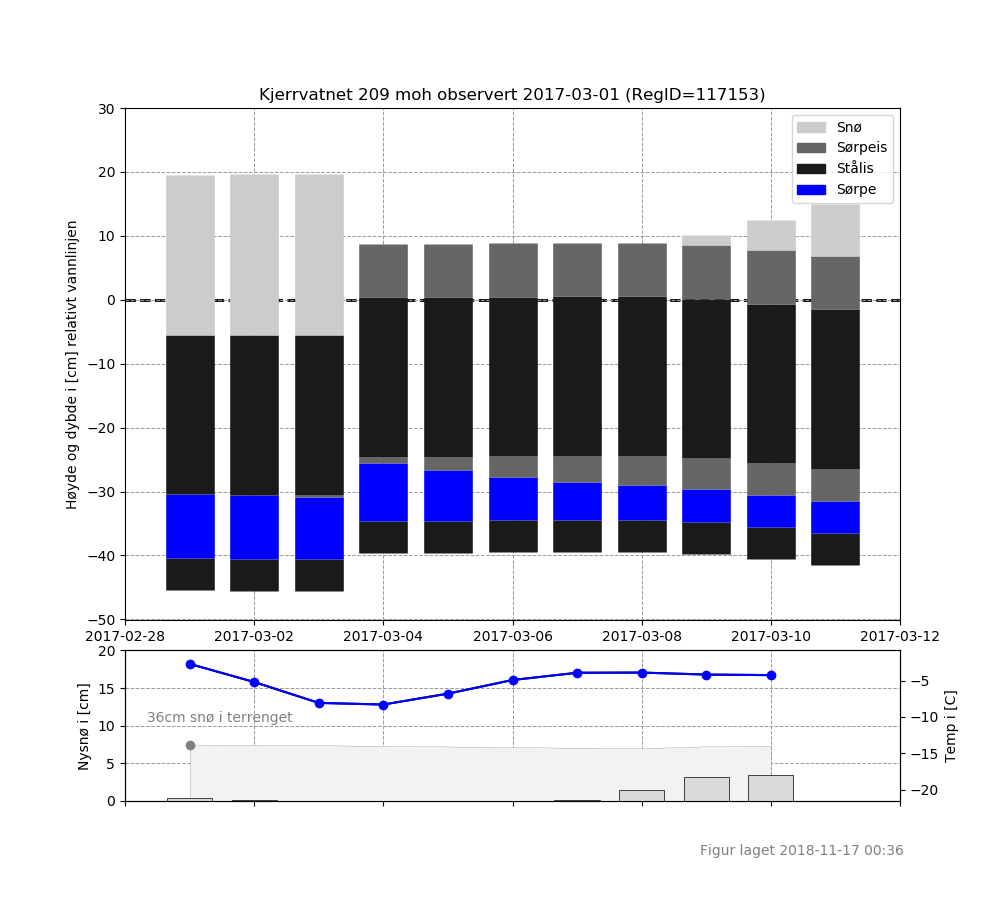 Kjerrvatnet 209 moh observert 2017-03-01 (RegID=117153)
Snø
Sørpeis
Stålis
Sørpe
Høyde og dybde i [cm] relativt vannlinjen
30
20
10
0
−10
−20
−30
−40
−50
2017-02-28 2017-03-02 2017-03-04 2017-03-06 2017-03-08 2017-03-10 2017-03-12
Nysnø i [cm]
20
15
10
5
0
36cm snø i terrenget
−5
−10
−15
−20
Temp i [C]
Figur laget 2018-11-17 00:36